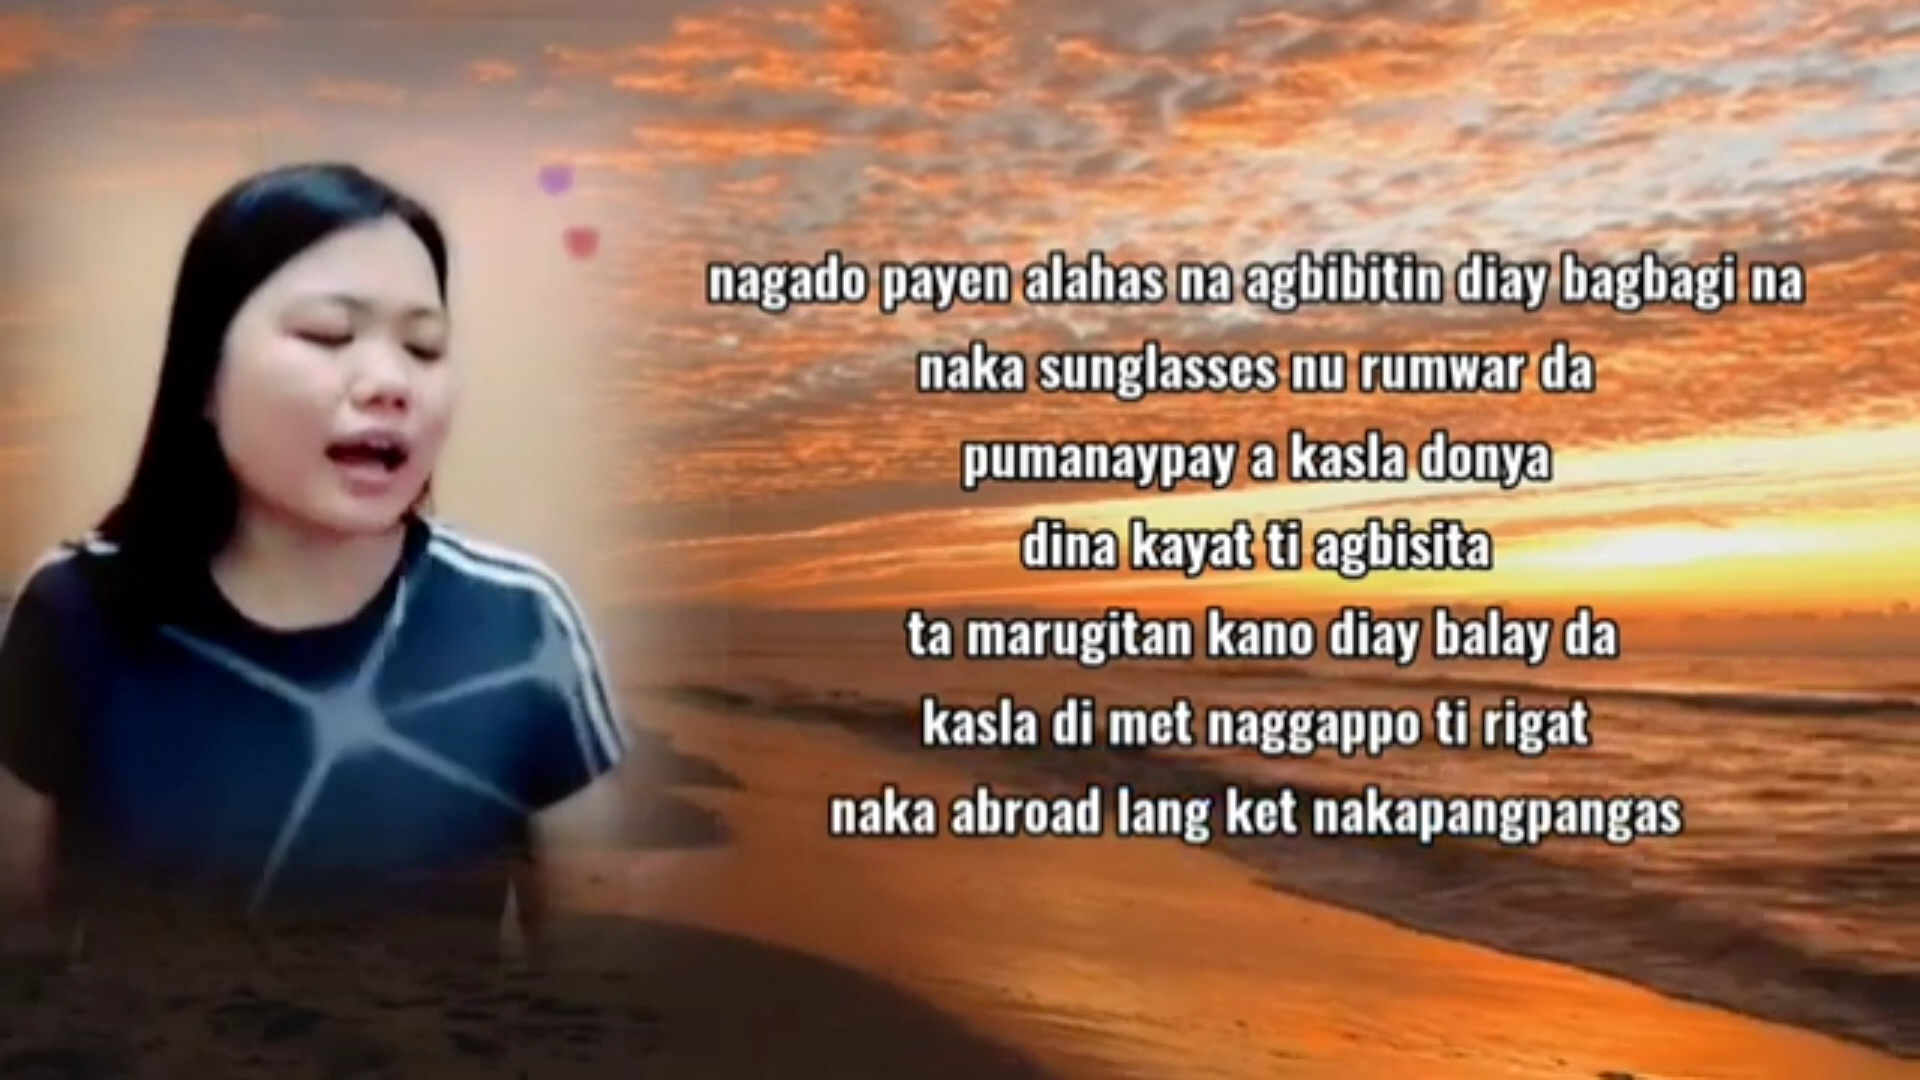 nagado payen alahas na agbibitin diay bagbagi na
naka sunglasses nu rumwar da
pumanaypay a kasla donya
dina kayat ti agbisita
ta marugitan kano diay balay da
kasla di met naggappo ti rigat
naka abroad lang ket nakapangpangas